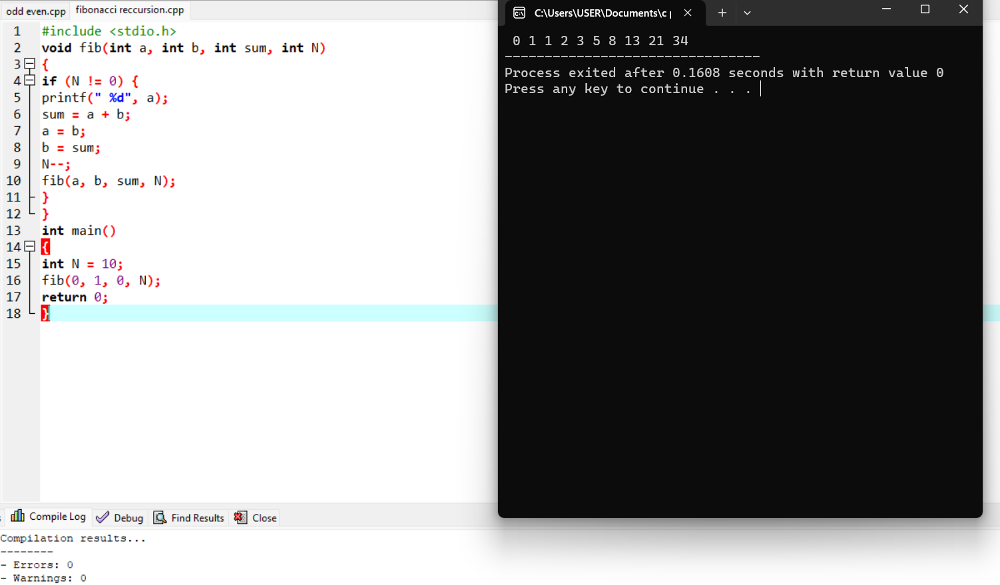 odd even.cpp fibonacci reccursion.cpp
1 #include <stdio.h>
2 void fib(int a, int b, int sum, int N)
3 {
4 if (N != 0) {
5 printf(" %d", a);
6 sum = a + b;
7 a = b;
8 b = sum;
9 N--;
10 fib(a, b, sum, N);
11 }
12 }
13 int main()
14 {
15 int N = 10;
16 fib(0, 1, 0, N);
17 return 0;
18 }
C:\Users\USER\Documents\c
0 1 1 2 3 5 8 13 21 34
--------------------------------
Process exited after 0.1608 seconds with return value 0
Press any key to continue . . .
Compile Log Debug Find Results Close
Compilation results...
--------
- Errors: 0
- Warnings: 0